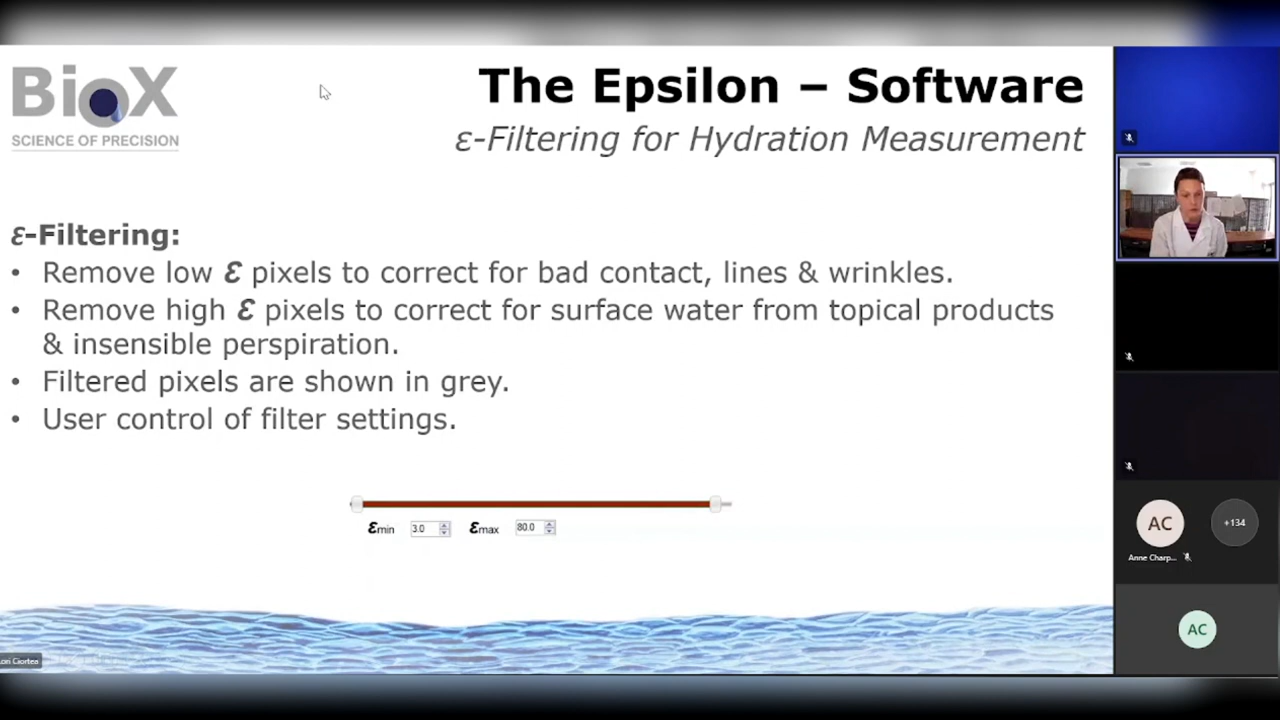 BioX
SCIENCE OF PRECISION
The Epsilon – Software
ε-Filtering for Hydration Measurement
ε-Filtering:
• Remove low ε pixels to correct for bad contact, lines & wrinkles.
• Remove high ε pixels to correct for surface water from topical products
& insensible perspiration.
• Filtered pixels are shown in grey.
• User control of filter settings.
εmin 3.0 εmax 80.0
AC
+134
Anne Charp...
AC
Lori Ciortea